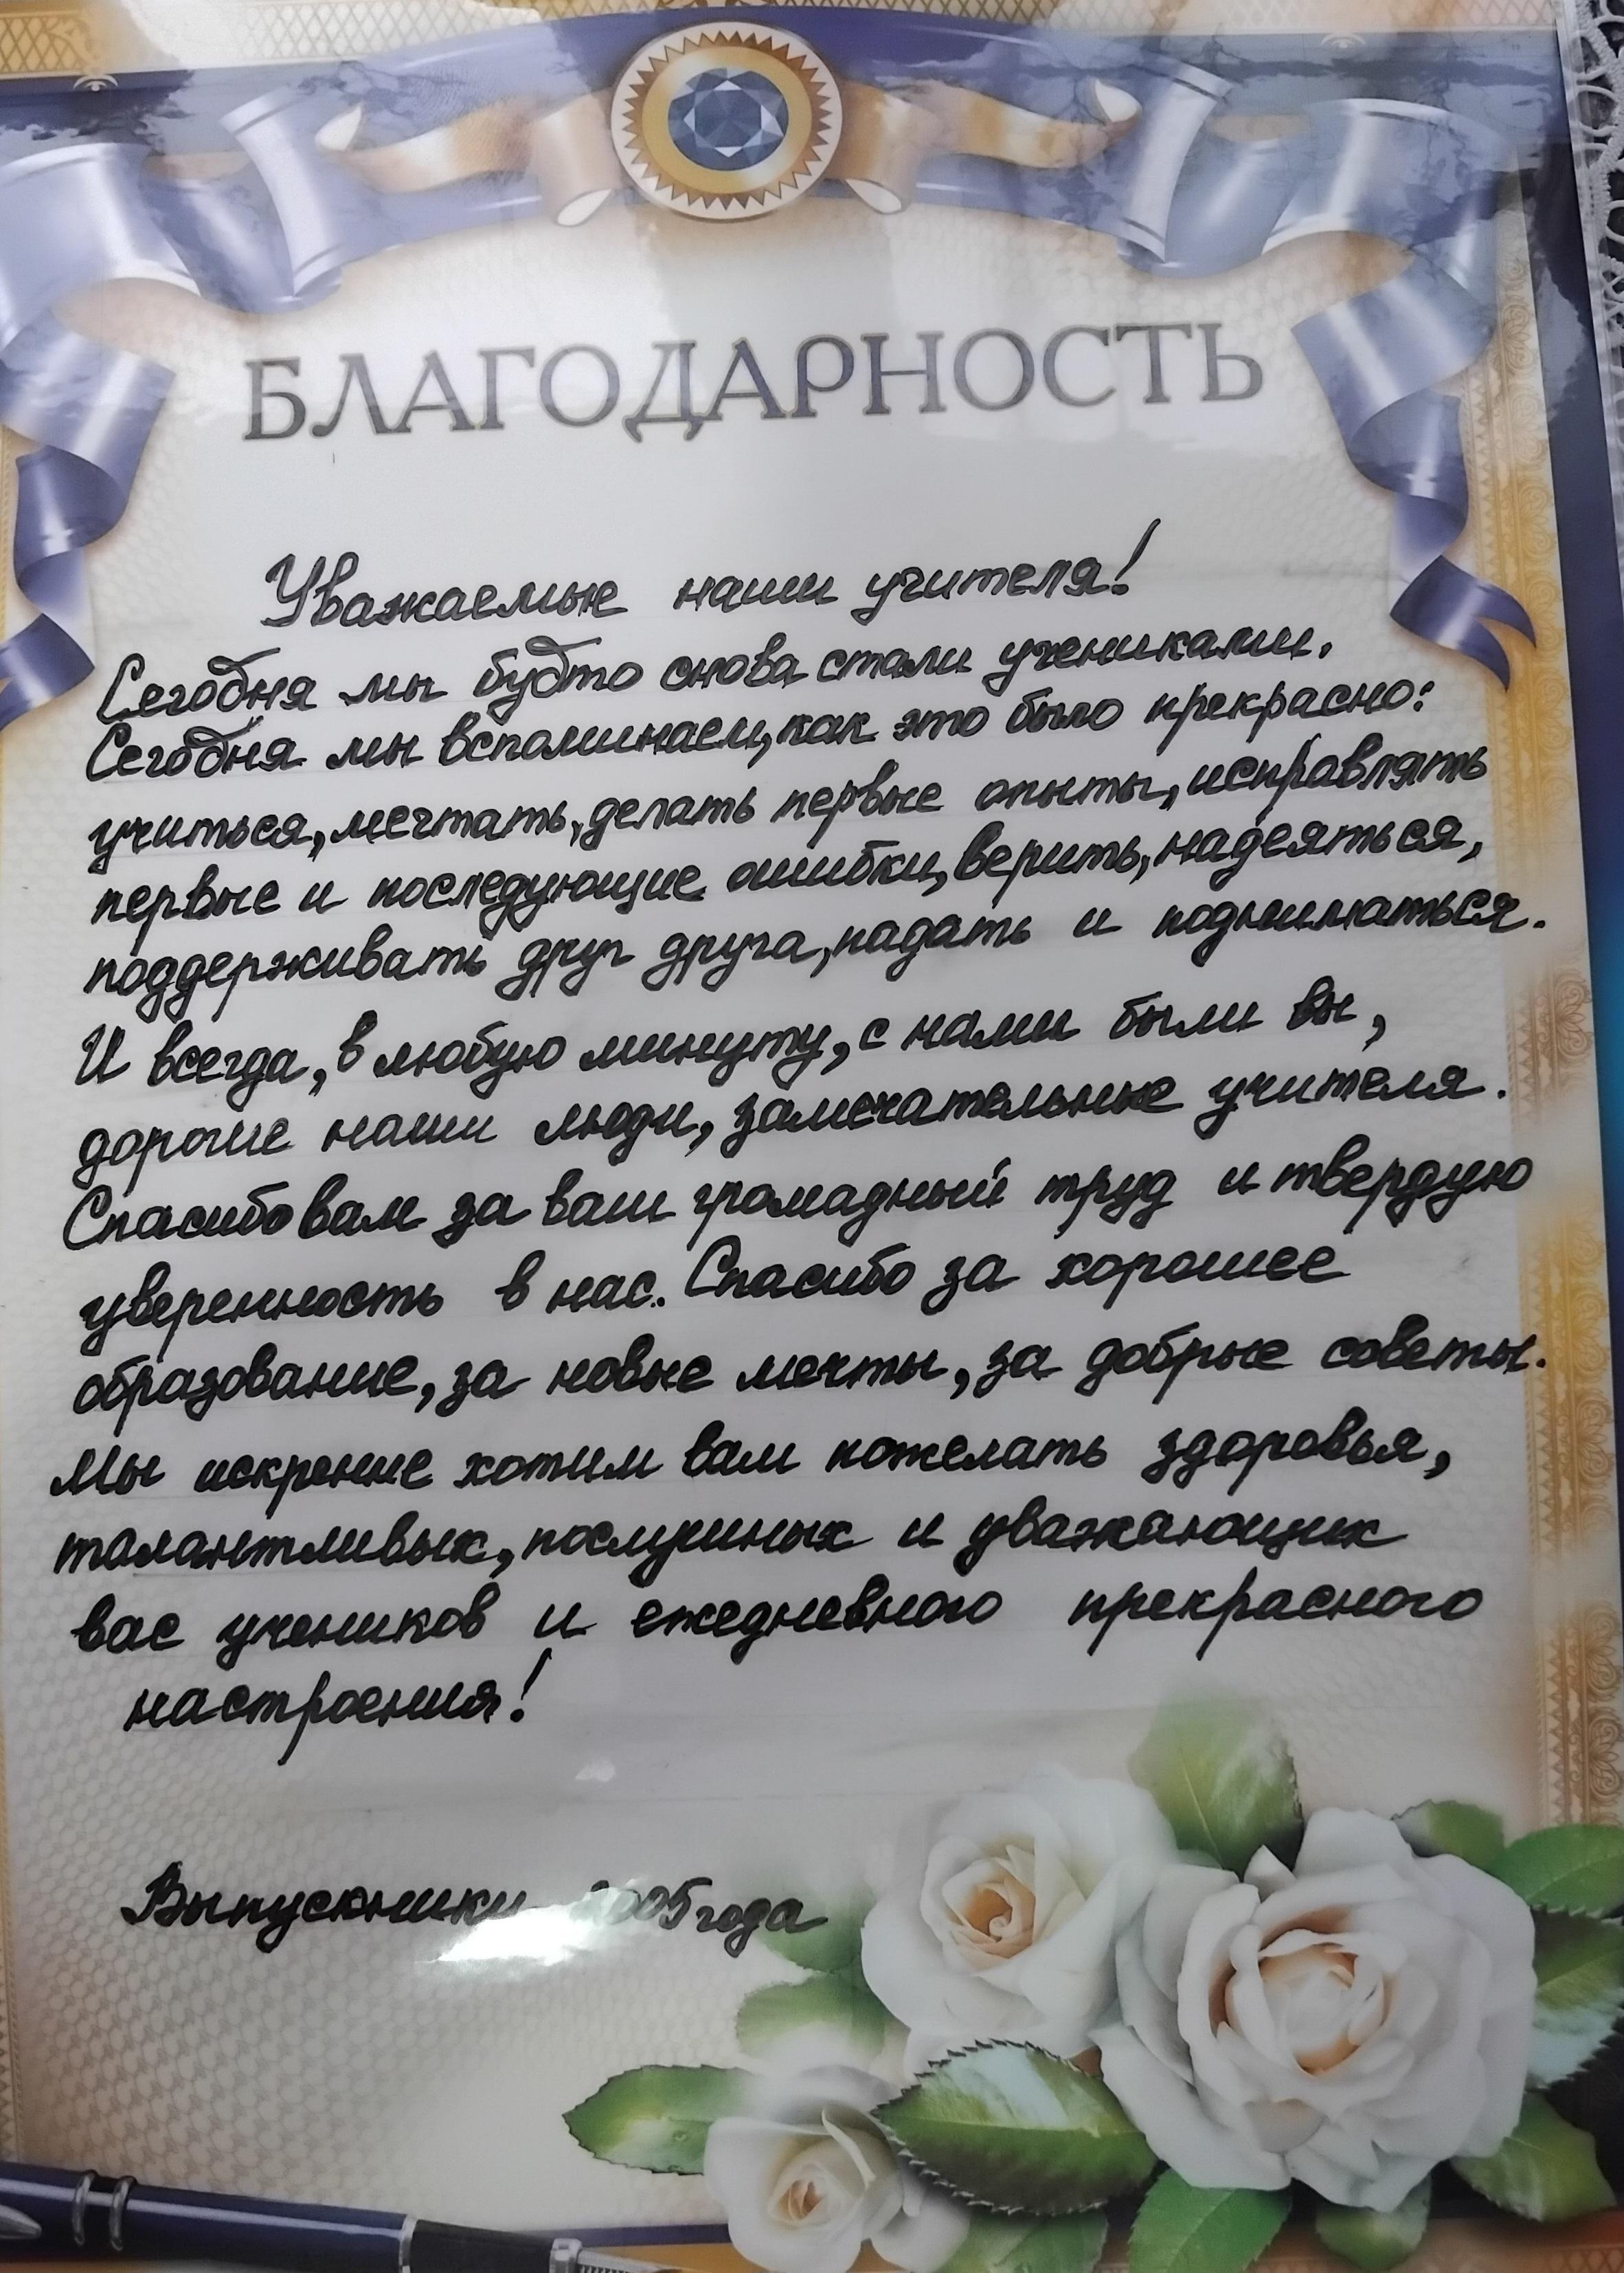 БЛАГОДАРНОСТЬ
Уважаемые наши учителя!
Сегодня мы будто снова стали учениками.
Сегодня мы вспоминаем, как это было прекрасно:
учиться, мечтать, делать первые опыты, исправлять
первые и последующие ошибки, верить, надеяться,
поддерживать друг друга, падать и подниматься.
И всегда, в любую минуту, с нами были вы,
дорогие наши люди, замечательные учителя.
Спасибо вам за ваш громадный труд и твердую
уверенность в нас. Спасибо за хорошее
образование, за новые мечты, за добрые советы.
Мы искренне хотим вам пожелать здоровья,
талантливых, послушных и уважающих
вас учеников и ежедневного прекрасного
настроения!
Выпускники 2005 года